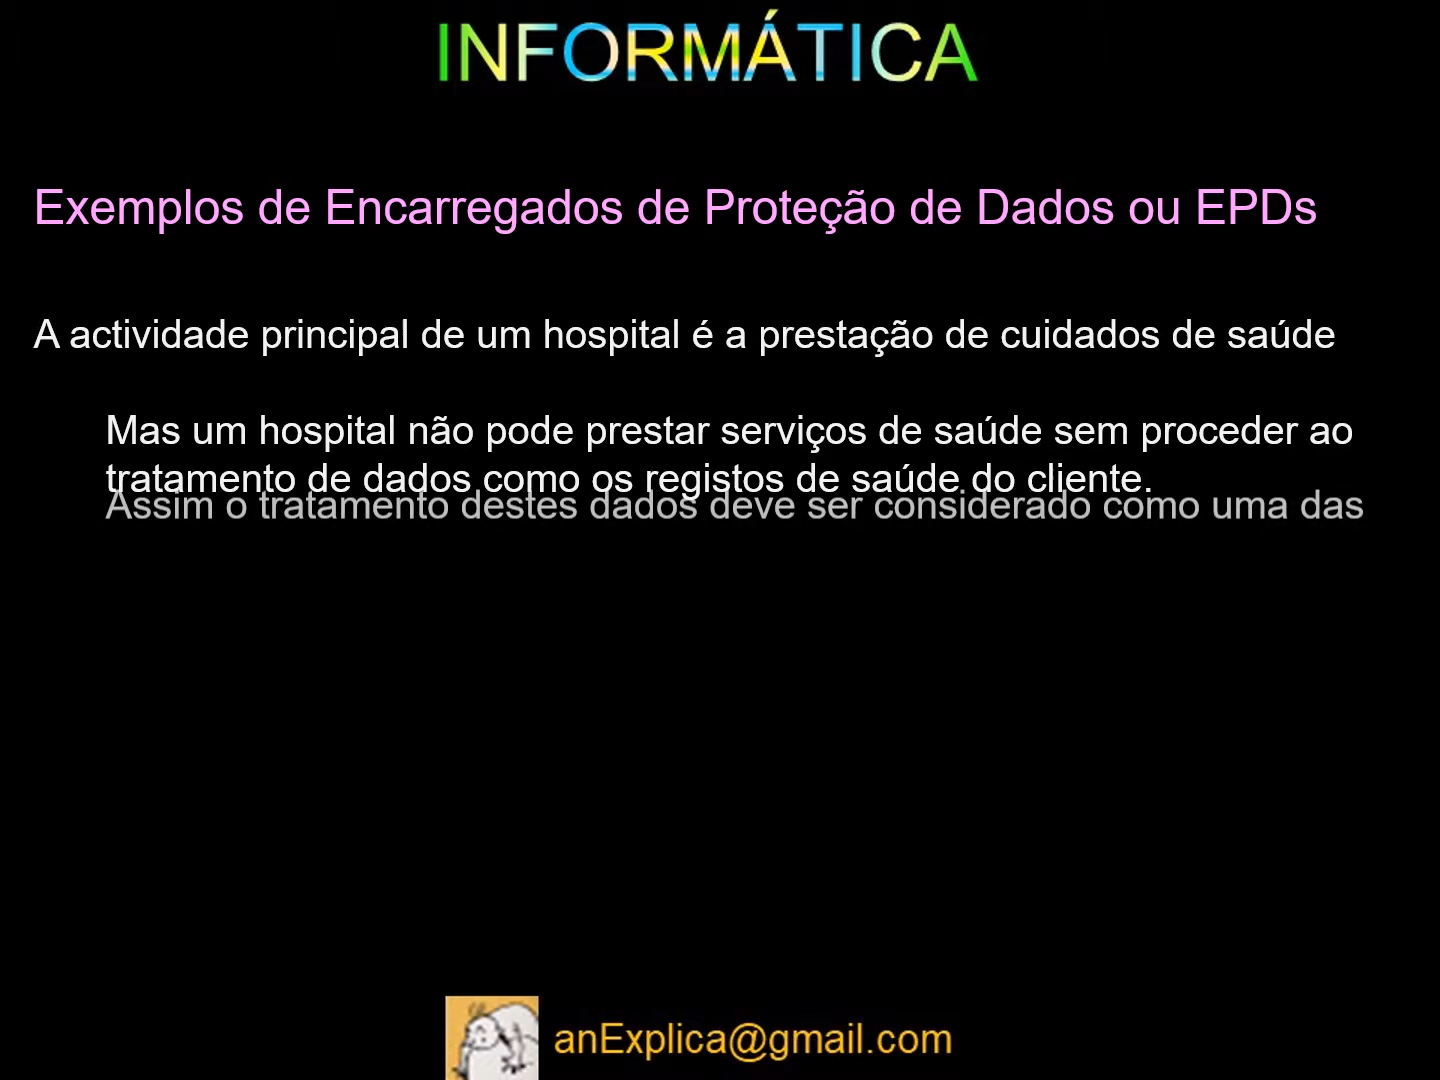 INFORMÁTICA
Exemplos de Encarregados de Proteção de Dados ou EPDs
A actividade principal de um hospital é a prestação de cuidados de saúde
Mas um hospital não pode prestar serviços de saúde sem proceder ao
tratamento de dados como os registos de saúde do cliente.
Assim o tratamento destes dados deve ser considerado como uma das
anExplica@gmail.com